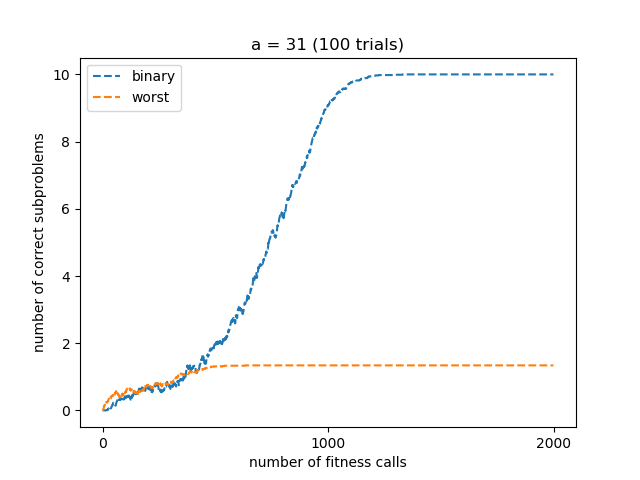 a = 31 (100 trials)
binary
worst
10
8
6
4
2
0
number of correct subproblems
0 1000 2000
number of fitness calls